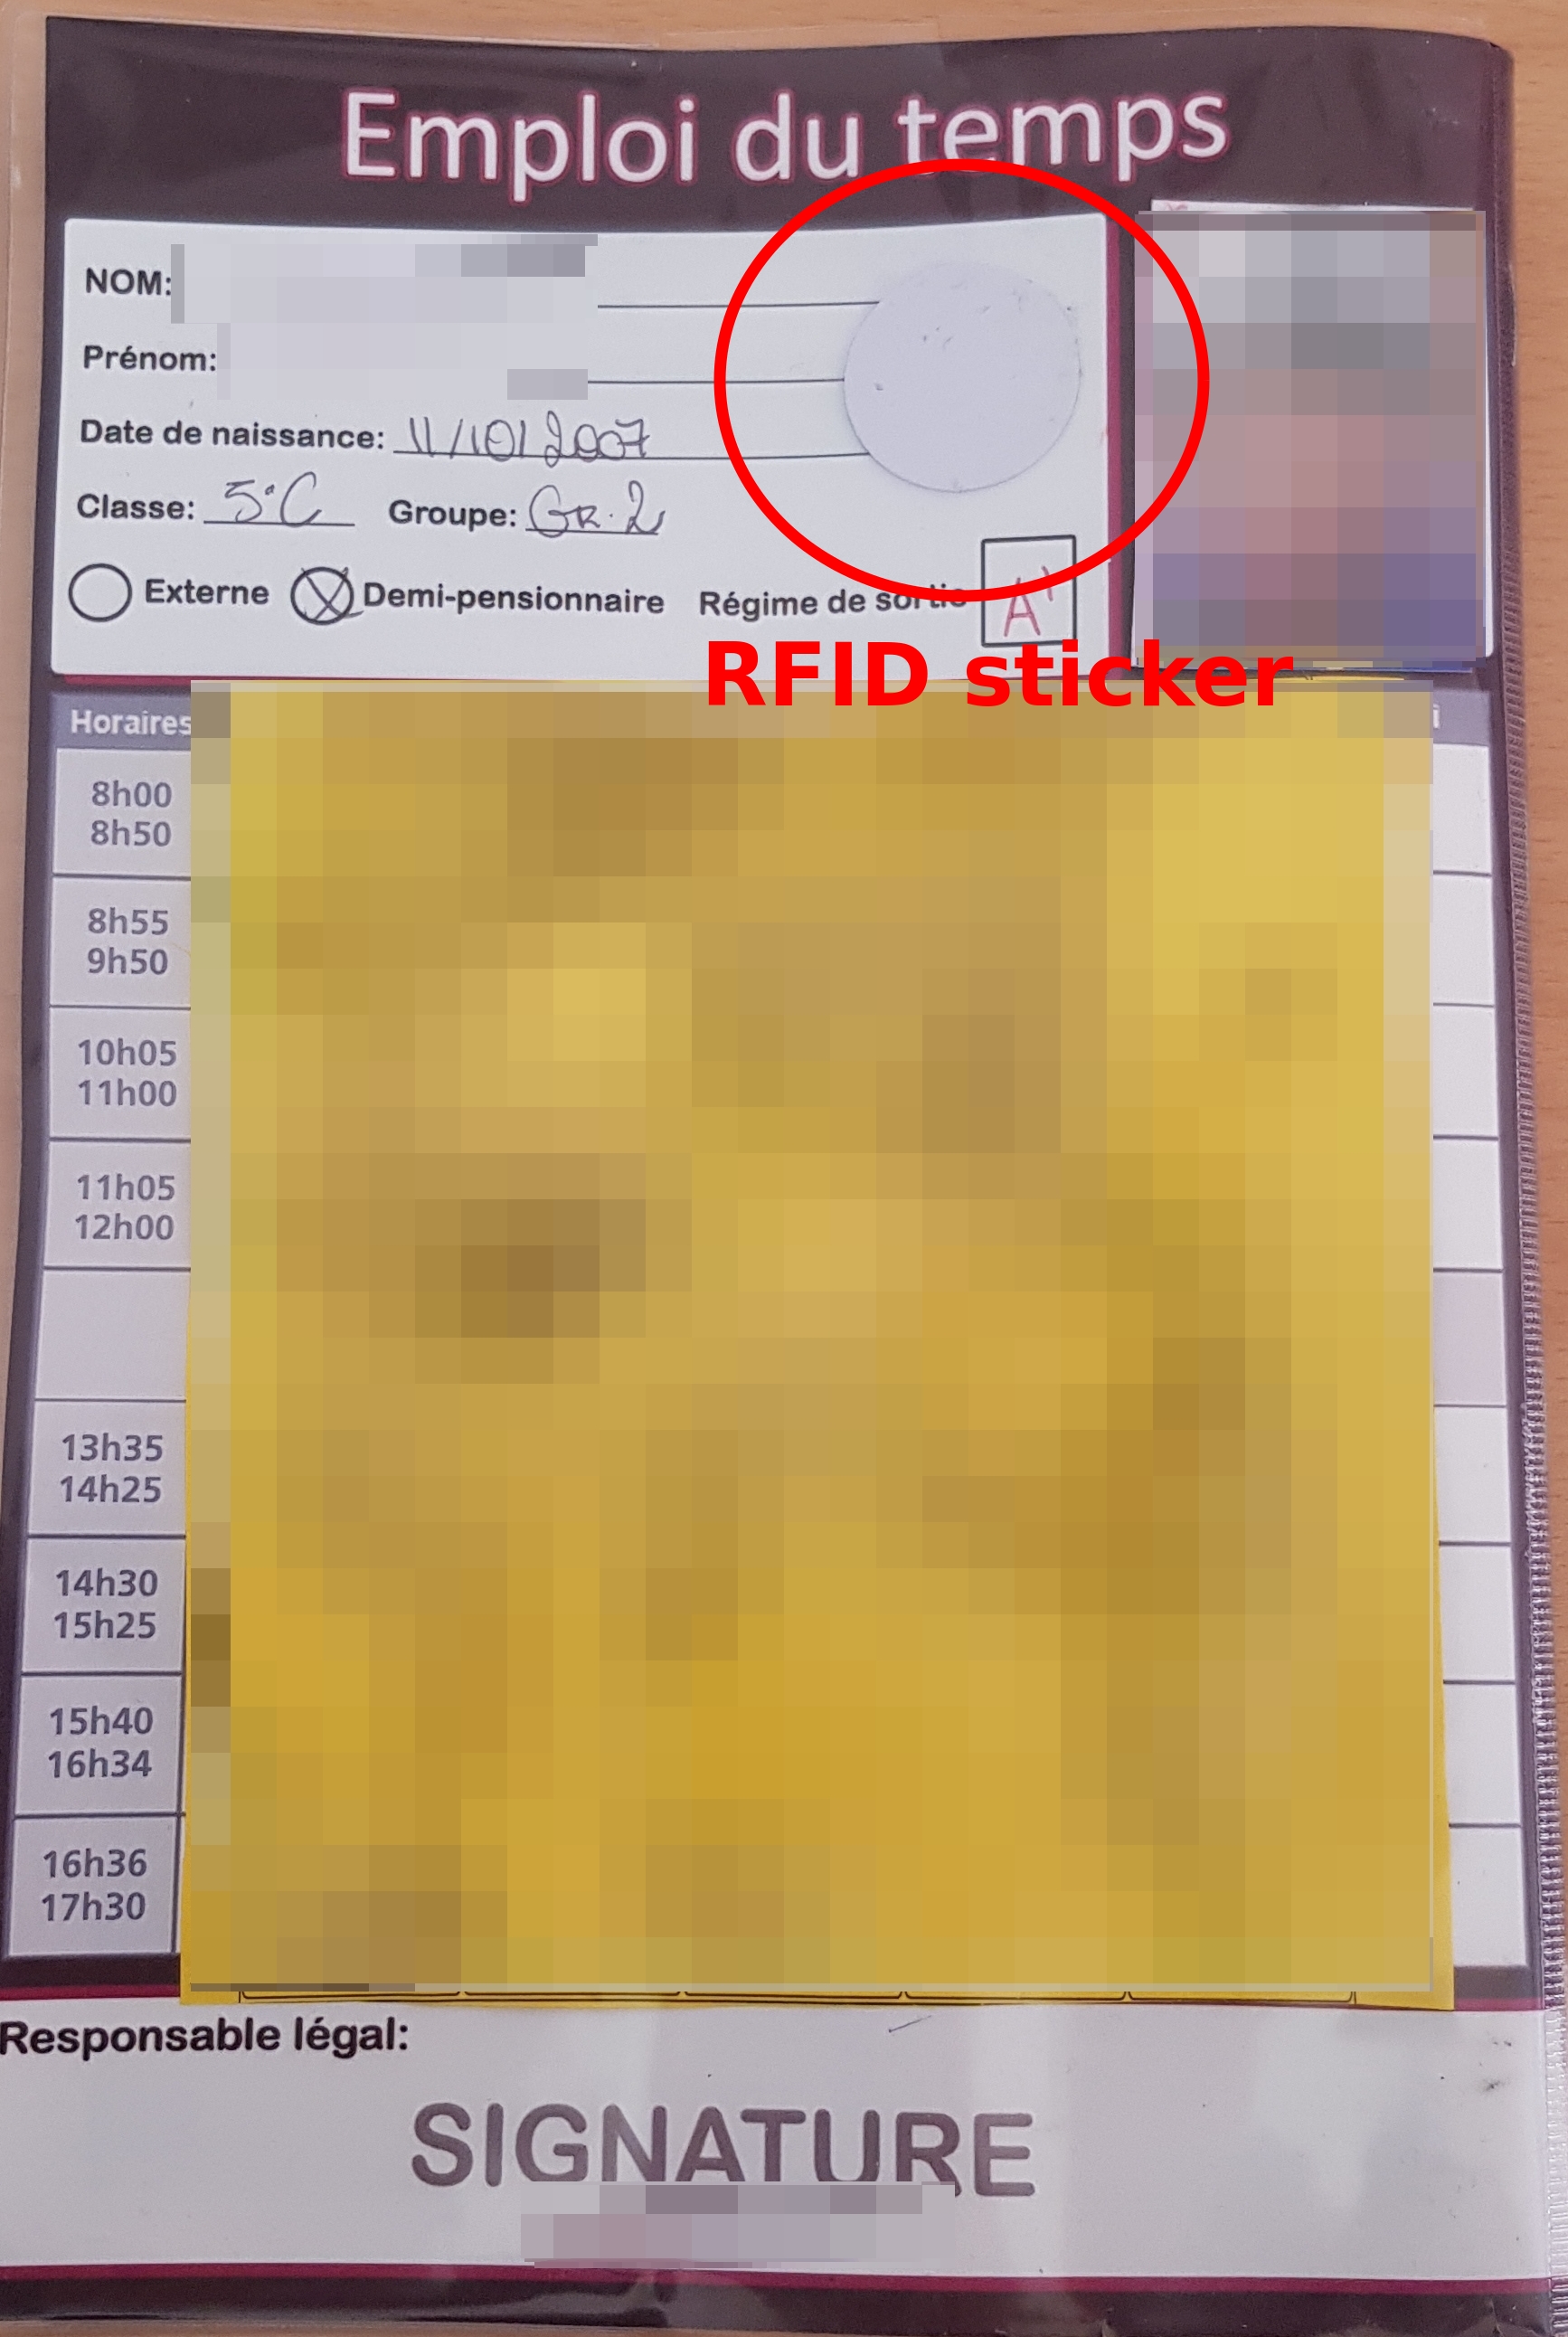 Emploi du temps
NOM:
Prénom:
Date de naissance: 11/10/2007
Classe: 5°C Groupe: GR.2
Externe Demi-pensionnaire Régime de sortie A'
RFID sticker
Horaires
8h00
8h50
8h55
9h50
10h05
11h00
11h05
12h00
13h35
14h25
14h30
15h25
15h40
16h34
16h36
17h30
Responsable légal:
SIGNATURE